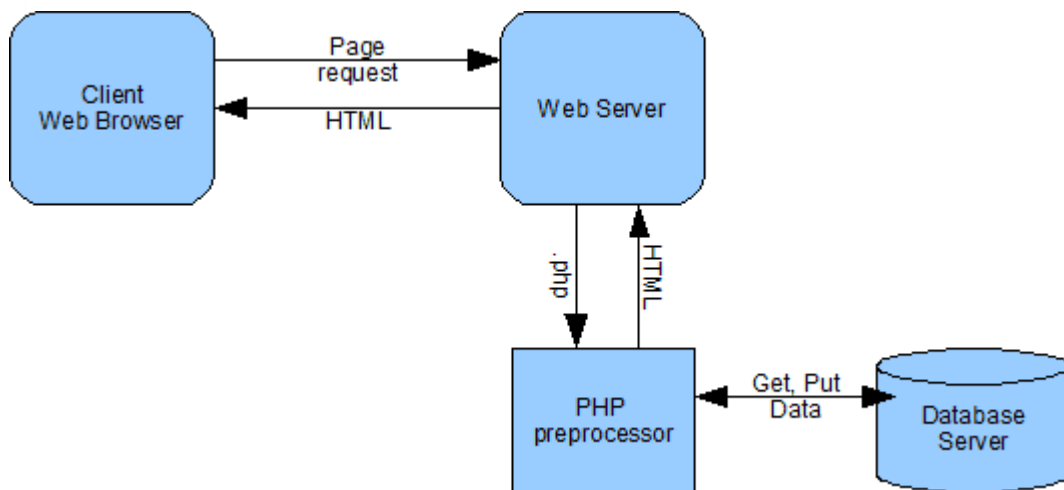 Client
Web Browser
Page
request
HTML
Web Server
.php
HTML
PHP
preprocessor
Get, Put
Data
Database
Server